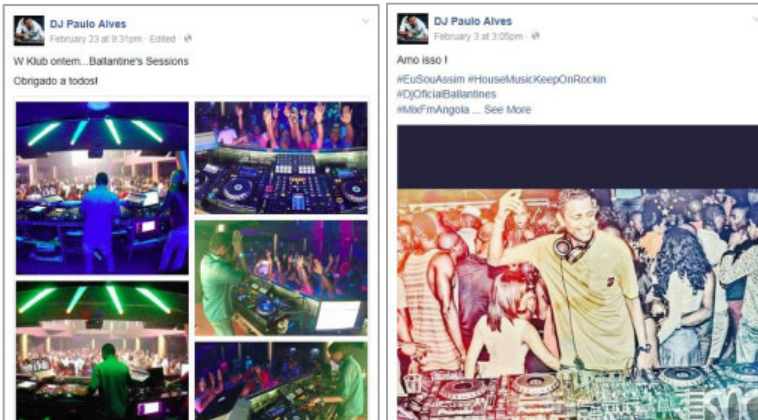 DJ Paulo Alves
February 23 at 9:31pm · Edited ·
W Klub ontem...Ballantine's Sessions
Obrigado a todos!
DJ Paulo Alves
February 3 at 3:05pm ·
Amo isso !
#EuSouAssim #HouseMusicKeepOnRockin
#DjOficialBallantines
#MixFmAngola ... See More